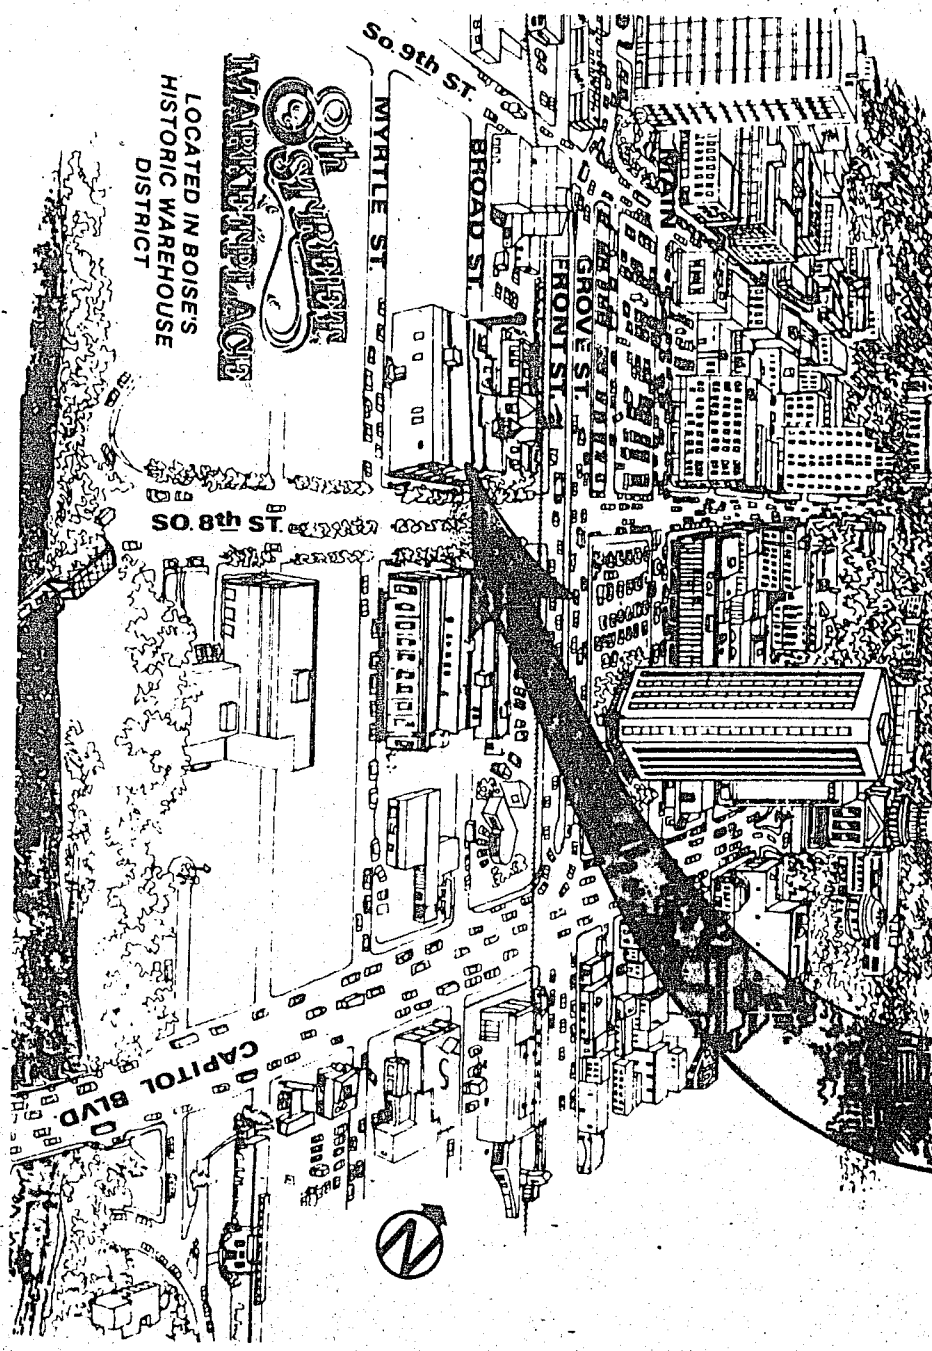 So. 9th ST.
MYRTLE ST.
BROAD ST.
FRONT ST.
GROVE ST.
MAIN
8th STREET
MARKETPLACE
LOCATED IN BOISE'S
HISTORIC WAREHOUSE
DISTRICT
SO. 8th ST.
CAPITOL BLVD.
N